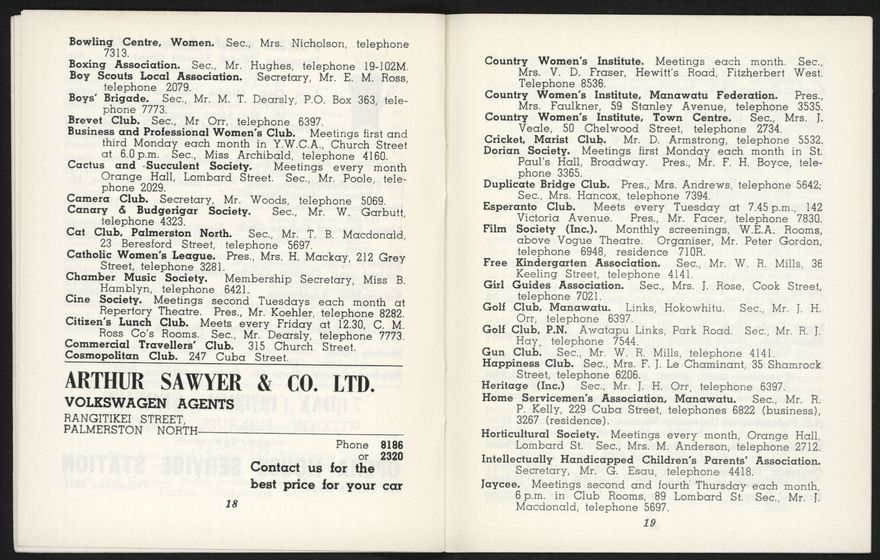 Bowling Centre, Women. Sec., Mrs. Nicholson, telephone
7313.
Boxing Association. Sec., Mr. Hughes, telephone 19-102M.
Boy Scouts Local Association. Secretary, Mr. E. M. Ross,
telephone 2079.
Boys' Brigade. Sec., Mr. M. T. Dearsly, P.O. Box 363, tele-
phone 7773.
Brevet Club. Sec., Mr Orr, telephone 6397.
Business and Professional Women's Club. Meetings first and
third Monday each month in Y.W.C.A., Church Street
at 6.0 p.m. Sec., Miss Archibald, telephone 4160.
Cactus and Succulent Society. Meetings every month
Orange Hall, Lombard Street. Sec., Mr. Poole, tele-
phone 2029.
Camera Club. Secretary, Mr. Woods, telephone 5069.
Canary & Budgerigar Society. Sec., Mr. W. Garbutt,
telephone 4323.
Cat Club, Palmerston North. Sec., Mr. T. B. Macdonald,
23 Beresford Street, telephone 5697.
Catholic Women's League. Pres., Mrs. H. Mackay, 212 Grey
Street, telephone 3281.
Chamber Music Society. Membership Secretary, Miss B.
Hamblyn, telephone 6421.
Cine Society. Meetings second Tuesdays each month at
Repertory Theatre. Pres., Mr. Koehler, telephone 8282.
Citizen's Lunch Club. Meets every Friday at 12.30, C. M.
Ross Co's Rooms. Sec., Mr. Dearsly, telephone 7773.
Commercial Travellers' Club. 315 Church Street.
Cosmopolitan Club. 247 Cuba Street.
ARTHUR SAWYER & CO. LTD.
VOLKSWAGEN AGENTS
RANGITIKEI STREET,
PALMERSTON NORTH
Phone 8186
or 2320
Contact us for the
best price for your car
18
Country Women's Institute. Meetings each month. Sec.,
Mrs. V. D. Fraser, Hewitt's Road, Fitzherbert West.
Telephone 8536.
Country Women's Institute, Manawatu Federation. Pres.,
Mrs. Faulkner, 59 Stanley Avenue, telephone 3535.
Country Women's Institute, Town Centre. Sec., Mrs. J.
Veale, 50 Chelwood Street, telephone 2734.
Cricket, Marist Club. Mr. D. Armstrong, telephone 5532.
Dorian Society. Meetings first Monday each month in St.
Paul's Hall, Broadway. Pres., Mr. F. H. Boyce, tele-
phone 3365.
Duplicate Bridge Club. Pres., Mrs. Andrews, telephone 5642;
Sec., Mrs. Hancox, telephone 7394.
Esperanto Club. Meets every Tuesday at 7.45 p.m., 142
Victoria Avenue. Pres., Mr. Facer, telephone 7830.
Film Society (Inc.). Monthly screenings, W.E.A. Rooms,
above Vogue Theatre. Organiser, Mr. Peter Gordon,
telephone 6948, residence 710R.
Free Kindergarten Association. Sec., Mr. W. R. Mills, 36
Keeling Street, telephone 4141.
Girl Guides Association. Sec., Mrs. J. Rose, Cook Street,
telephone 7021.
Golf Club, Manawatu. Links, Hokowhitu. Sec., Mr. J. H.
Orr, telephone 6397.
Golf Club, P.N. Awatapu Links, Park Road. Sec., Mr. R. J.
Hay, telephone 7544.
Gun Club. Sec., Mr. W. R. Mills, telephone 4141.
Happiness Club. Sec., Mrs. F. J. Le Chaminant, 35 Shamrock
Street, telephone 6206.
Heritage (Inc.) Sec., Mr. J. H. Orr, telephone 6397.
Home Servicemen's Association, Manawatu. Sec., Mr. R.
P. Kelly, 229 Cuba Street, telephones 6822 (business),
3267 (residence).
Horticultural Society. Meetings every month, Orange Hall,
Lombard St. Sec., Mrs. M. Anderson, telephone 2712.
Intellectually Handicapped Children's Parents' Association.
Secretary, Mr. G. Esau, telephone 4418.
Jaycee. Meetings second and fourth Thursday each month,
6 p.m. in Club Rooms, 89 Lombard St. Sec., Mr. J.
Macdonald, telephone 5697.
19